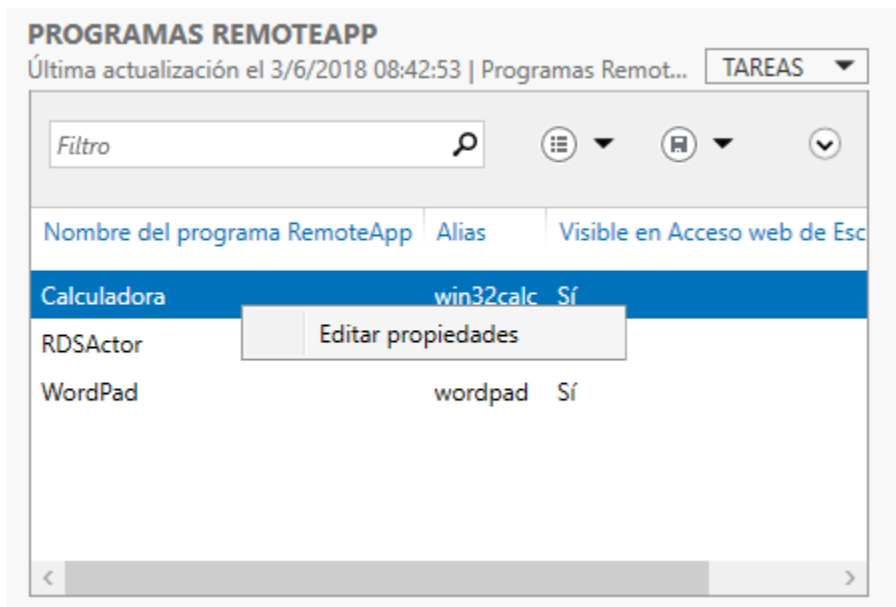 PROGRAMAS REMOTEAPP
Última actualización el 3/6/2018 08:42:53 | Programas Remot... TAREAS
Filtro
Nombre del programa RemoteApp Alias Visible en Acceso web de Esc
Calculadora win32calc Sí
Editar propiedades
RDSActor
WordPad wordpad Sí